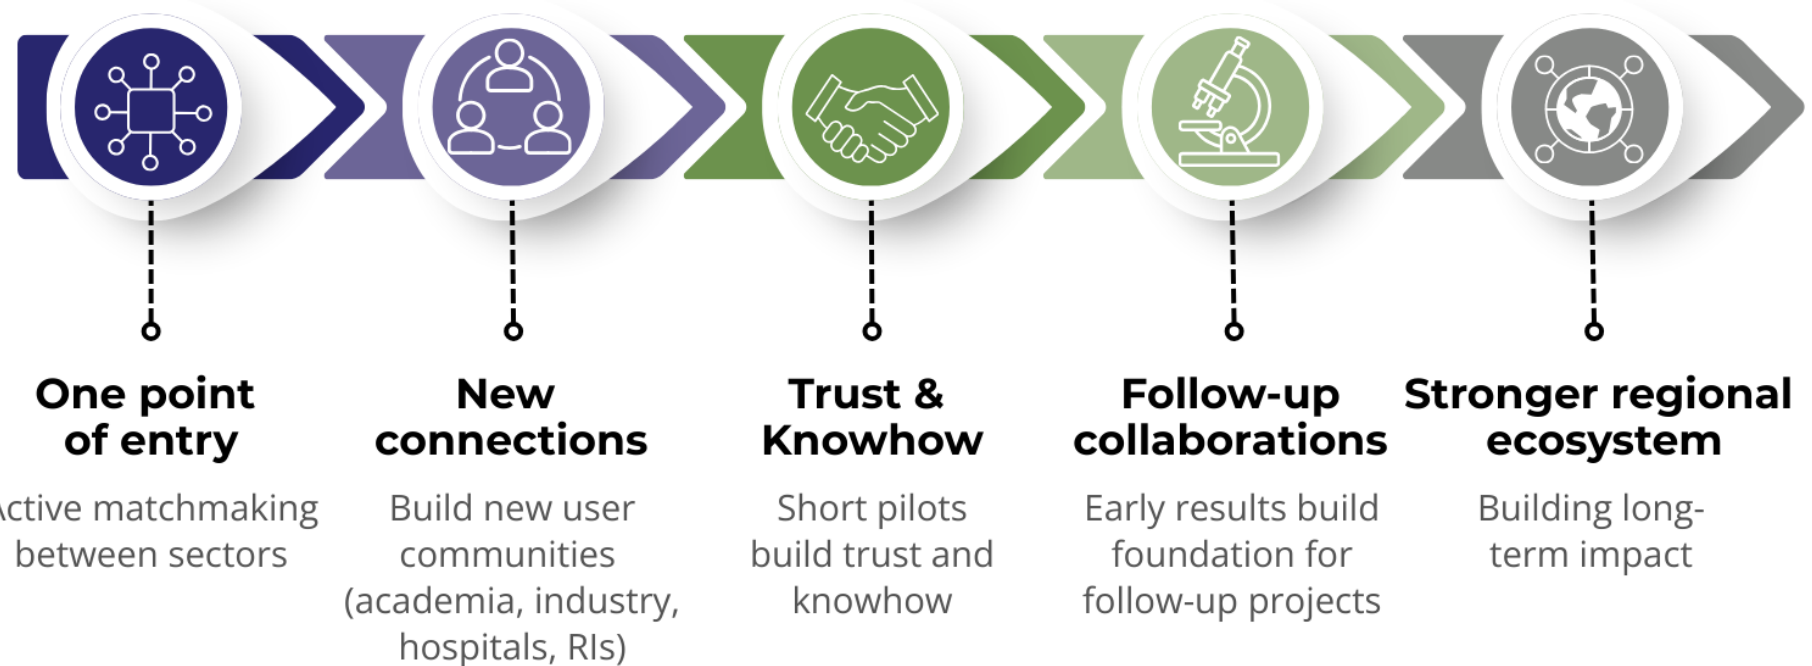 One point
of entry
Active matchmaking
between sectors
New
connections
Build new user
communities
(academia, industry,
hospitals, RIs)
Trust &
Knowhow
Short pilots
build trust and
knowhow
Follow-up
collaborations
Early results build
foundation for
follow-up projects
Stronger regional
ecosystem
Building long-
term impact